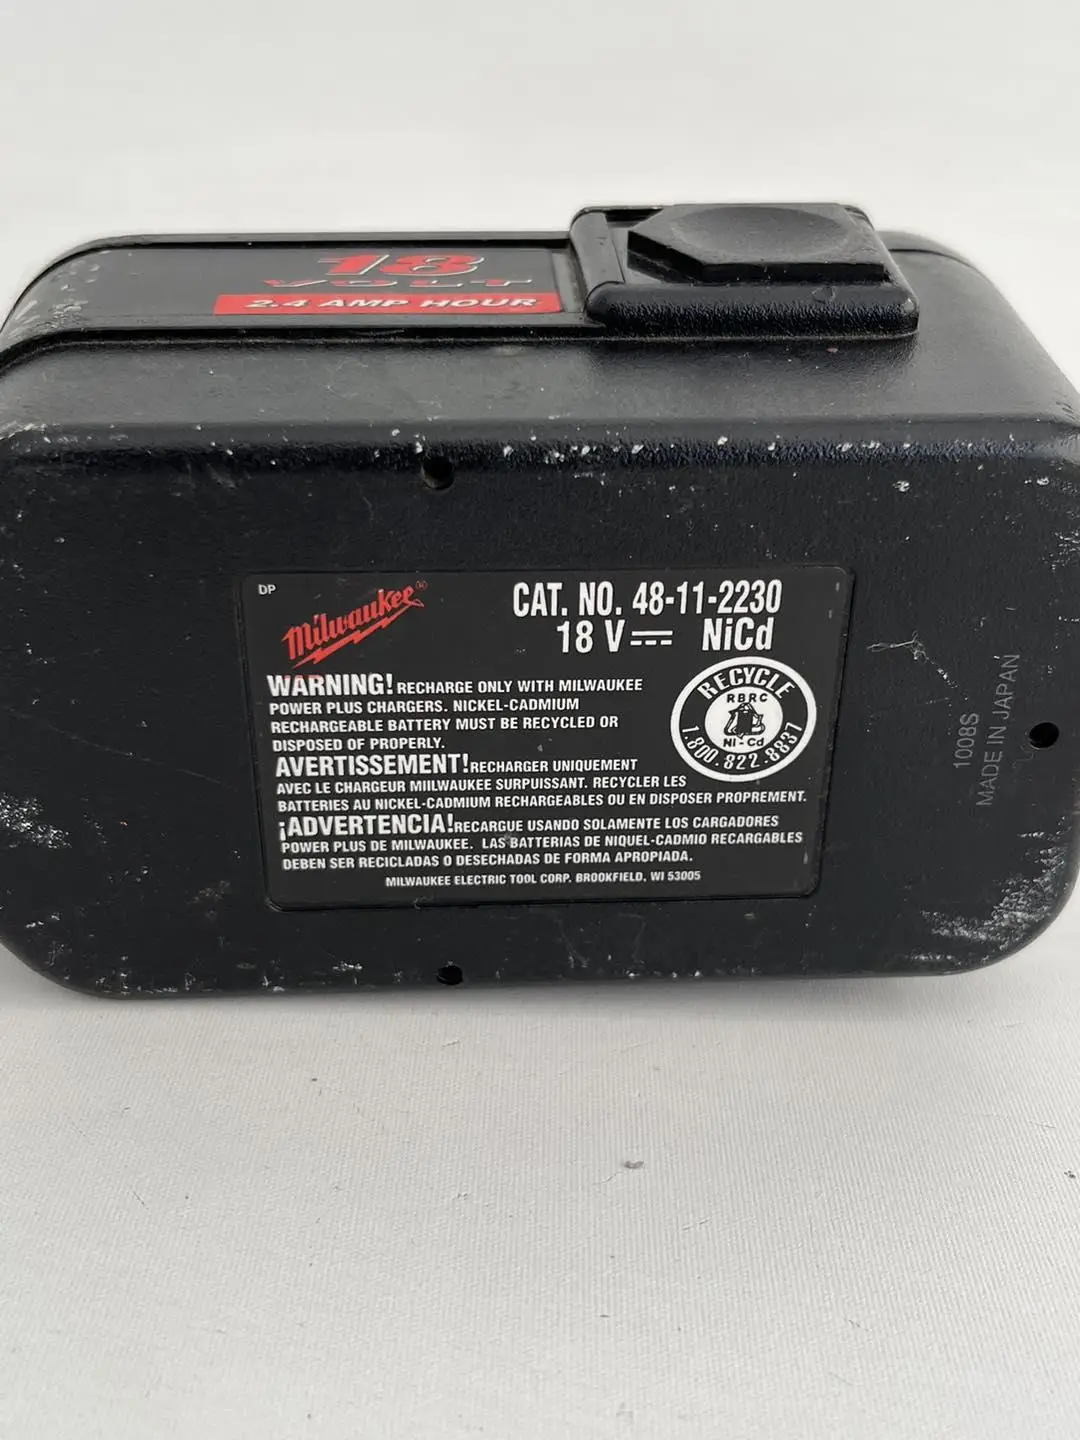 18
VOLT
2.4 AMP HOUR
DP
Milwaukee®
CAT. NO. 48-11-2230
18 V NiCd
WARNING! RECHARGE ONLY WITH MILWAUKEE
POWER PLUS CHARGERS. NICKEL-CADMIUM
RECHARGEABLE BATTERY MUST BE RECYCLED OR
DISPOSED OF PROPERLY.
AVERTISSEMENT! RECHARGER UNIQUEMENT
AVEC LE CHARGEUR MILWAUKEE SURPUISSANT. RECYCLER LES
BATTERIES AU NICKEL-CADMIUM RECHARGEABLES OU EN DISPOSER PROPREMENT.
¡ADVERTENCIA! RECARGUE USANDO SOLAMENTE LOS CARGADORES
POWER PLUS DE MILWAUKEE. LAS BATTERIAS DE NIQUEL-CADMIO RECARGABLES
DEBEN SER RECICLADAS O DESECHADAS DE FORMA APROPIADA.
MILWAUKEE ELECTRIC TOOL CORP. BROOKFIELD, WI 53005
RECYCLE
RBRC
NI-Cd
1.800.822.8837
1008S
MADE IN JAPAN